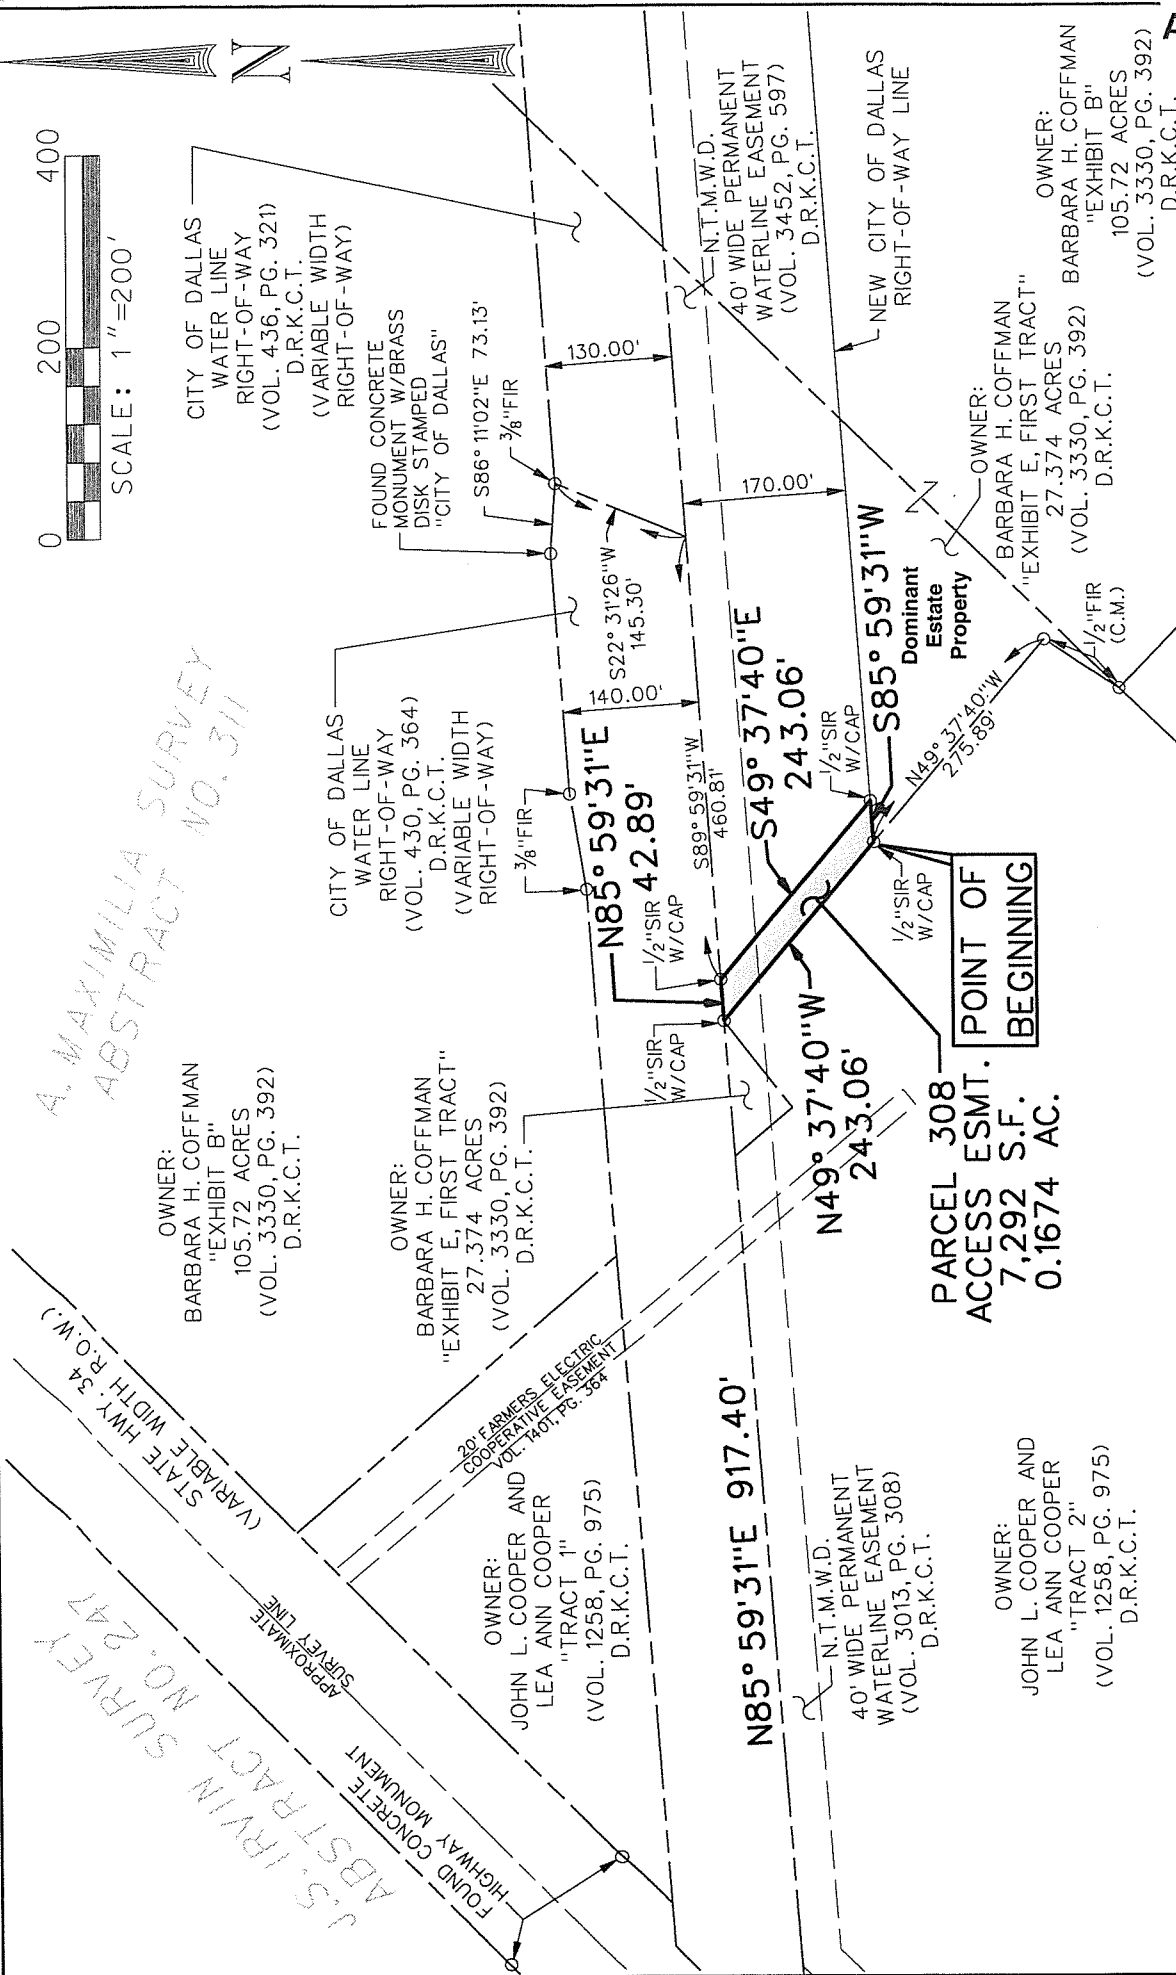 J.S. IRVIN SURVEY
ABSTRACT NO. 247
FOUND CONCRETE
HIGHWAY MONUMENT
APPROXIMATE
SURVEY LINE
STATE HWY. 34
(VARIABLE WIDTH R.O.W.)
A. MAXIMILIA SURVEY
ABSTRACT NO. 311
OWNER:
BARBARA H. COFFMAN
"EXHIBIT B"
105.72 ACRES
(VOL. 3330, PG. 392)
D.R.K.C.T.
0 200 400
SCALE: 1"=200'
N
CITY OF DALLAS
WATER LINE
RIGHT-OF-WAY
(VOL. 436, PG. 321)
D.R.K.C.T.
(VARIABLE WIDTH
RIGHT-OF-WAY)
CITY OF DALLAS
WATER LINE
RIGHT-OF-WAY
(VOL. 430, PG. 364)
D.R.K.C.T.
(VARIABLE WIDTH
RIGHT-OF-WAY)
FOUND CONCRETE
MONUMENT W/BRASS
DISK STAMPED
"CITY OF DALLAS"
S86°11'02"E 73.13'
3/8"FIR
3/8"FIR
OWNER:
BARBARA H. COFFMAN
"EXHIBIT E, FIRST TRACT"
27.374 ACRES
(VOL. 3330, PG. 392)
D.R.K.C.T.
20' FARMERS ELECTRIC
COOPERATIVE EASEMENT
VOL. 1401, PG. 364
OWNER:
JOHN L. COOPER AND
LEA ANN COOPER
"TRACT 1"
(VOL. 1258, PG. 975)
D.R.K.C.T.
N85°59'31"E
42.89'
1/2"SIR
W/CAP
1/2"SIR
W/CAP
140.00'
S22°31'26"W
145.30'
130.00'
S89°59'31"W
460.81'
N.T.M.W.D.
40' WIDE PERMANENT
WATERLINE EASEMENT
(VOL. 3452, PG. 597)
D.R.K.C.T.
170.00'
NEW CITY OF DALLAS
RIGHT-OF-WAY LINE
N85°59'31"E 917.40'
N.T.M.W.D.
40' WIDE PERMANENT
WATERLINE EASEMENT
(VOL. 3013, PG. 308)
D.R.K.C.T.
N49°37'40"W
243.06'
S49°37'40"E
243.06'
1/2"SIR
W/CAP
S85°59'31"W
Dominant
Estate
Property
1/2"SIR
W/CAP
PARCEL 308
ACCESS ESMT.
7,292 S.F.
0.1674 AC.
POINT OF
BEGINNING
N49°37'40"W
275.89'
1/2"FIR
(C.M.)
OWNER:
BARBARA H. COFFMAN
"EXHIBIT E, FIRST TRACT"
27.374 ACRES
(VOL. 3330, PG. 392)
D.R.K.C.T.
OWNER:
BARBARA H. COFFMAN
"EXHIBIT B"
105.72 ACRES
(VOL. 3330, PG. 392)
D.R.K.C.T.
OWNER:
JOHN L. COOPER AND
LEA ANN COOPER
"TRACT 2"
(VOL. 1258, PG. 975)
D.R.K.C.T.